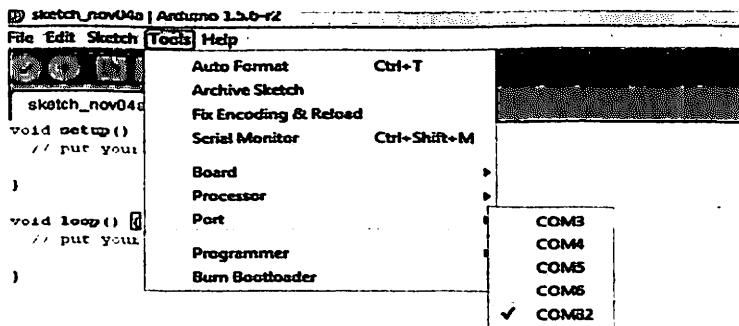 sketch_nov04a | Arduino 1.5.6-r2
File Edit Sketch Tools Help
Auto Format Ctrl+T
Archive Sketch
sketch_nov04a
Fix Encoding & Reload
void setup()
Serial Monitor Ctrl+Shift+M
// put your
Board
}
Processor
void loop() {
Port
COM3
// put your
COM4
Programmer
COM5
}
Burn Bootloader
COM6
COM32